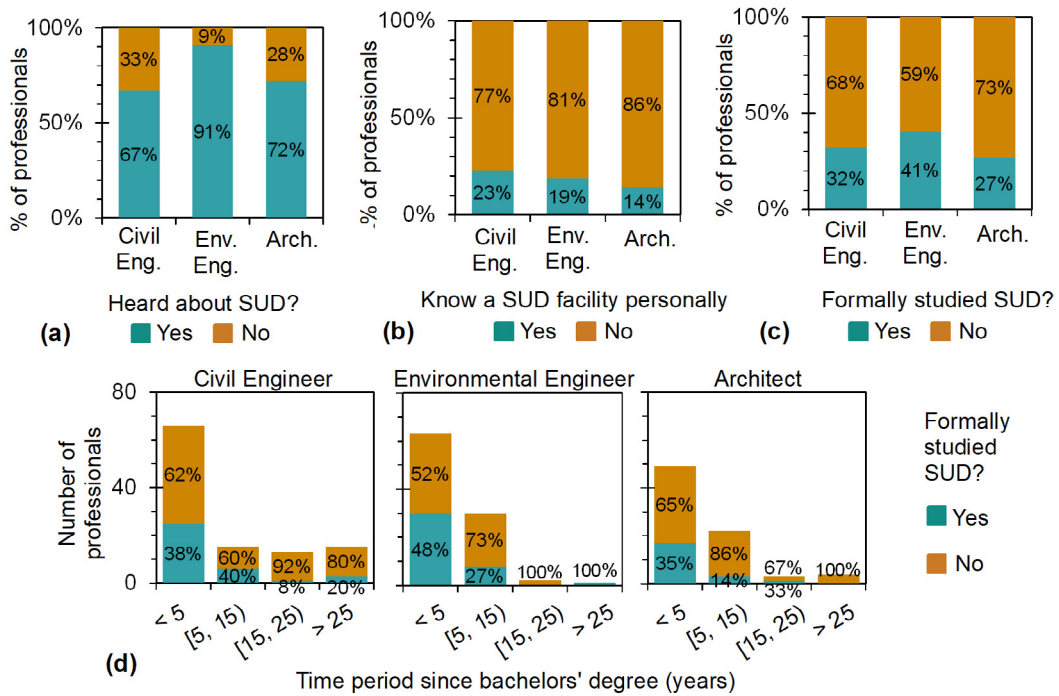 100%
50%
0%
% of professionals
33%
9%
28%
67%
91%
72%
Civil
Eng.
Env.
Eng.
Arch.
Heard about SUD?
(a)
Yes
No
100%
50%
0%
-% of professionals
77%
81%
86%
23%
19%
14%
Civil
Eng.
Env.
Eng.
Arch.
Know a SUD facility personally
(b)
Yes
No
100%
50%
0%
% of professionals
68%
59%
73%
32%
41%
27%
Civil
Eng.
Env.
Eng.
Arch.
Formally studied SUD?
(c)
Yes
No
Civil Engineer
Environmental Engineer
Architect
80
40
0
Number of
professionals
62%
38%
60%
40%
92%
8%
80%
20%
52%
48%
73%
27%
100%
100%
65%
35%
86%
14%
67%
33%
100%
< 5
[5, 15)
[15, 25)
> 25
< 5
[5, 15)
[15, 25)
> 25
< 5
[5, 15)
[15, 25)
> 25
Formally
studied
SUD?
Yes
No
(d)
Time period since bachelors' degree (years)